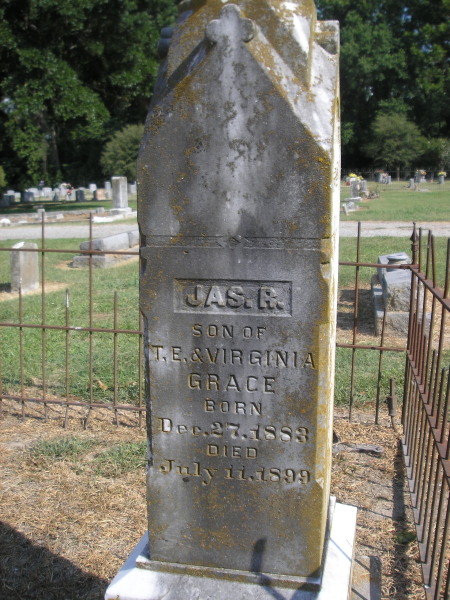 JAS. R.
SON OF
T. E. & VIRGINIA
GRACE
BORN
Dec. 27. 1883
DIED
July 11. 1899